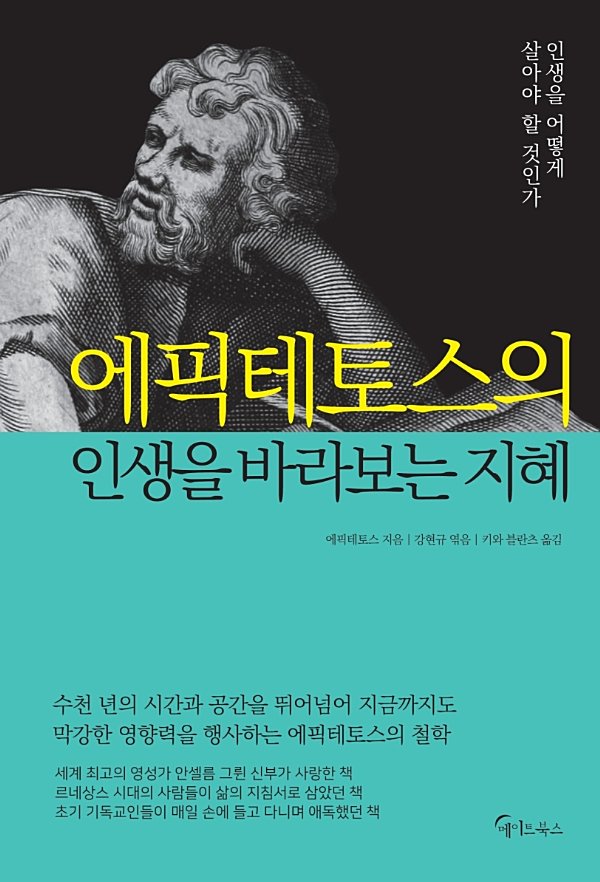 인생을 어떻게
살아야 할 것인가
에픽테토스의
인생을 바라보는 지혜
에픽테토스 지음 | 강현규 엮음 | 키와 블란츠 옮김
수천 년의 시간과 공간을 뛰어넘어 지금까지도
막강한 영향력을 행사하는 에픽테토스의 철학
세계 최고의 영성가 안셀름 그륀 신부가 사랑한 책
르네상스 시대의 사람들이 삶의 지침서로 삼았던 책
초기 기독교인들이 매일 손에 들고 다니며 애독했던 책
메이트북스